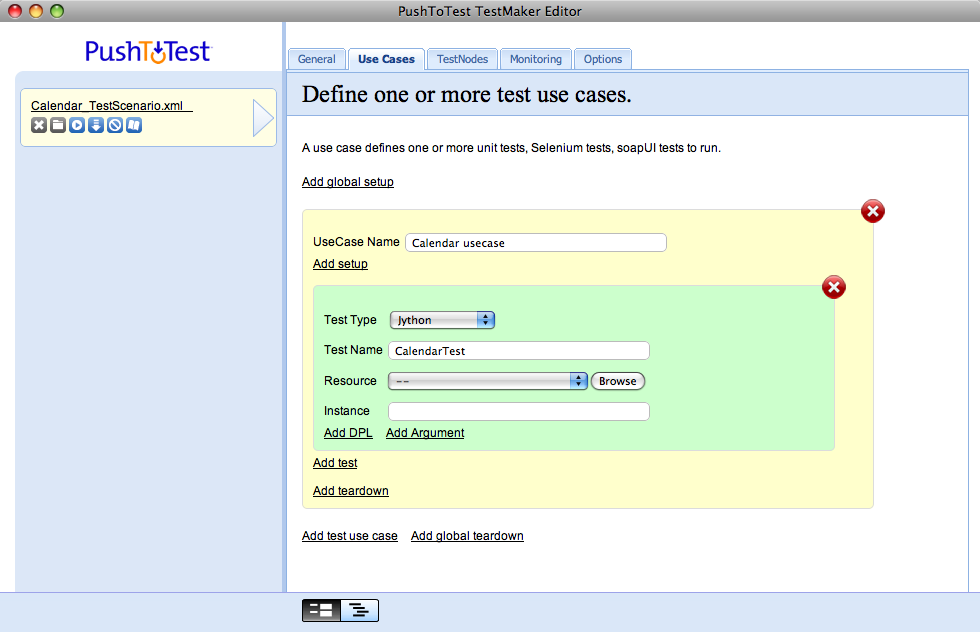 PushToTest TestMaker Editor
PushToTest
General Use Cases TestNodes Monitoring Options
Calendar_TestScenario.xml
Define one or more test use cases.
A use case defines one or more unit tests, Selenium tests, soapUI tests to run.
Add global setup
UseCase Name Calendar usecase
Add setup
Test Type Jython
Test Name CalendarTest
Resource -- Browse
Instance
Add DPL Add Argument
Add test
Add teardown
Add test use case Add global teardown